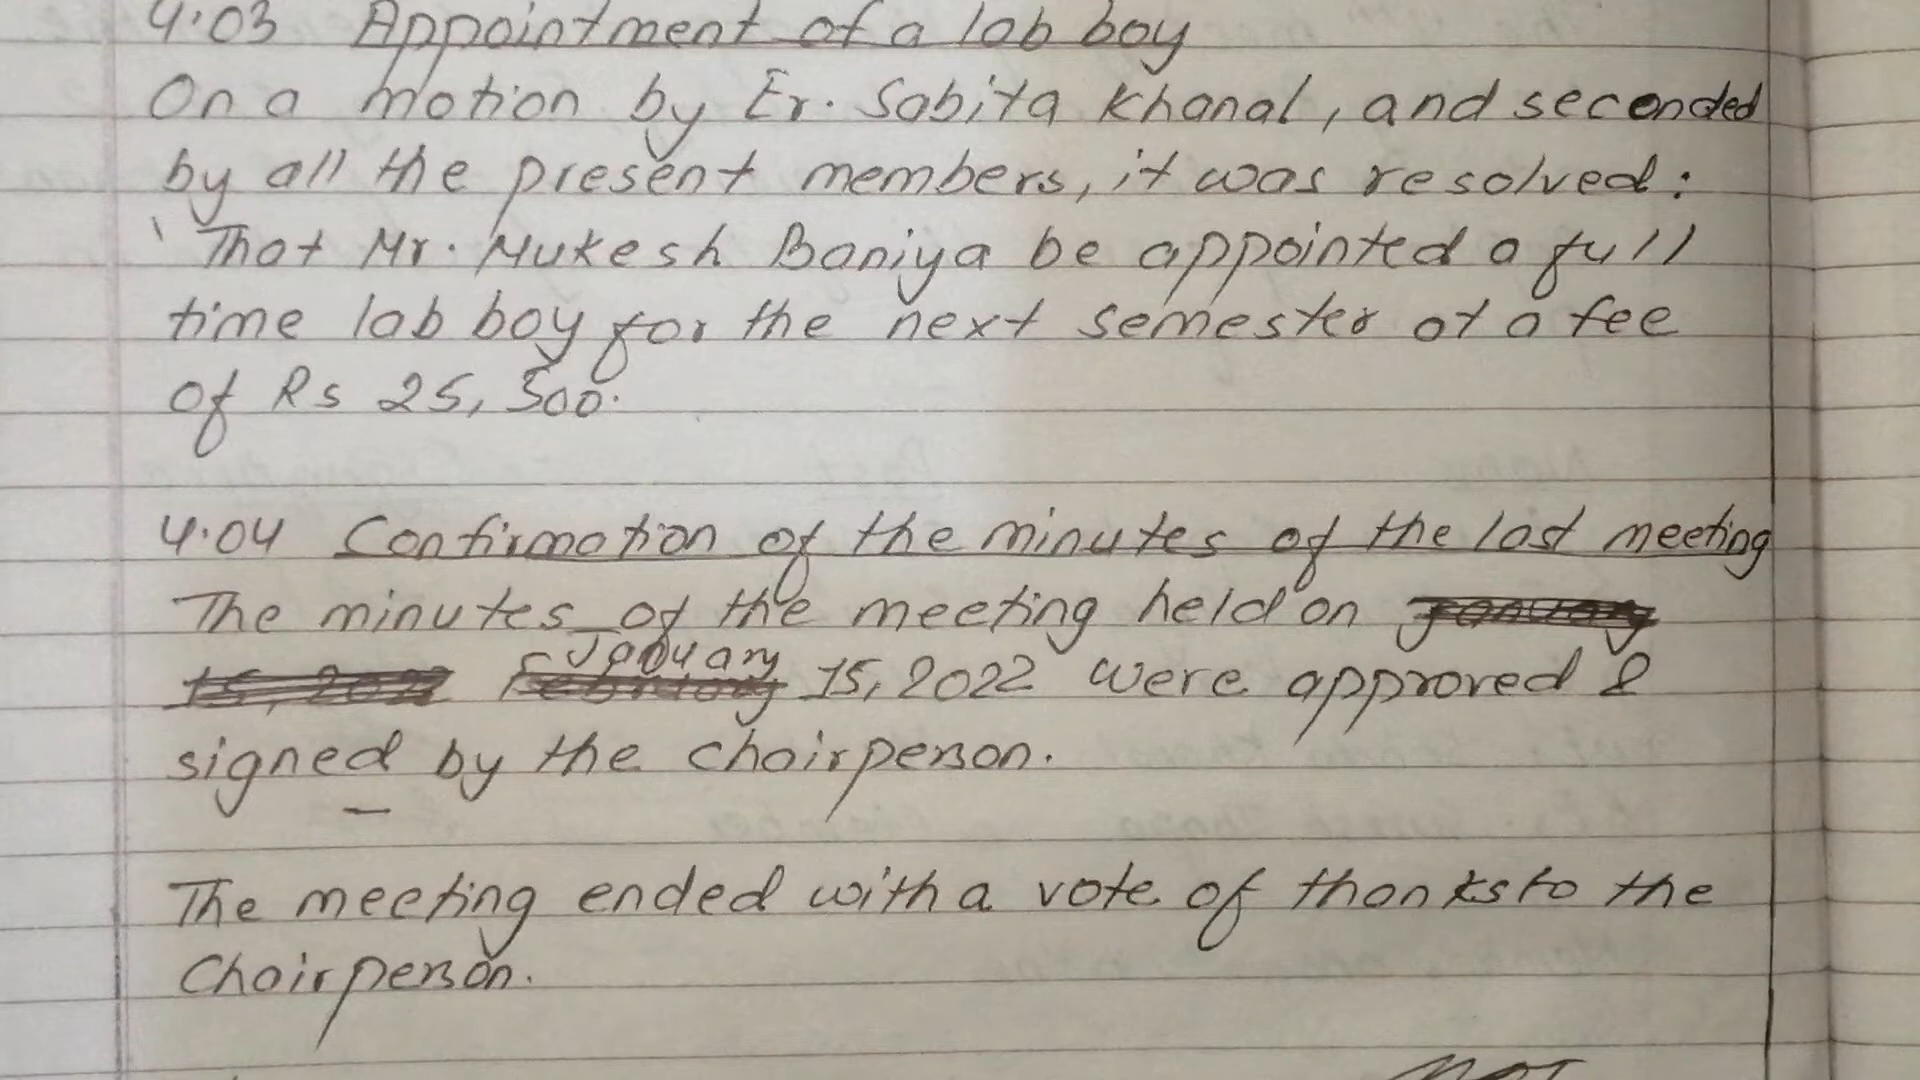 4.03 Appointment of a lab boy
On a motion by Er. Sabita Khanal, and seconded
by all the present members, it was resolved:
'That Mr. Mukesh Baniya be appointed a full
time lab boy for the next semester at a fee
of Rs 25,500.
4.04 Confirmation of the minutes of the last meeting
The minutes of the meeting held on January
15, 2022 February January 15, 2022 were approved &
signed by the chairperson.
The meeting ended with a vote of thanks to the
Chairperson.